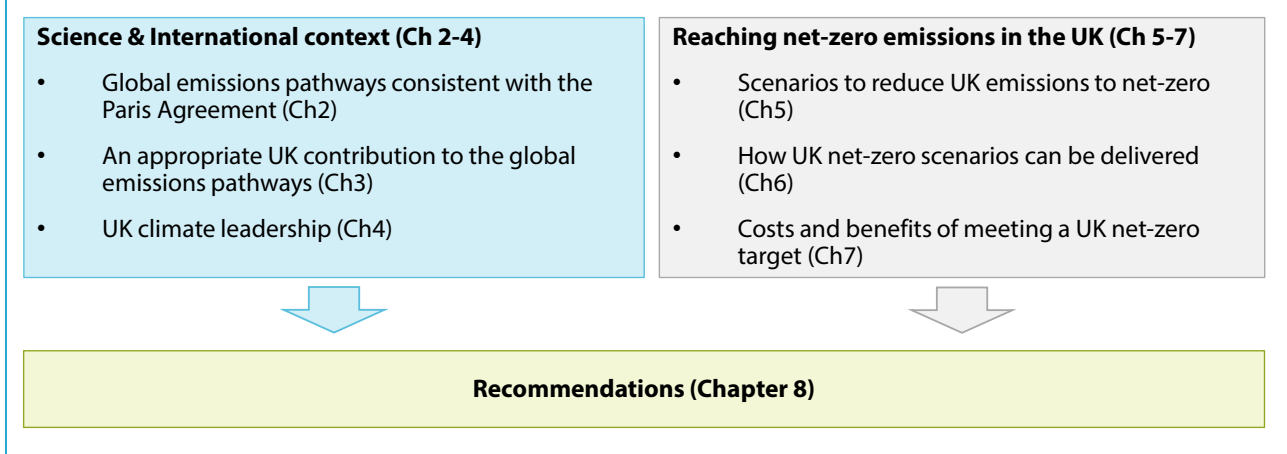 Science & International context (Ch 2-4)
• Global emissions pathways consistent with the
Paris Agreement (Ch2)
• An appropriate UK contribution to the global
emissions pathways (Ch3)
• UK climate leadership (Ch4)
Reaching net-zero emissions in the UK (Ch 5-7)
• Scenarios to reduce UK emissions to net-zero
(Ch5)
• How UK net-zero scenarios can be delivered
(Ch6)
• Costs and benefits of meeting a UK net-zero
target (Ch7)
Recommendations (Chapter 8)